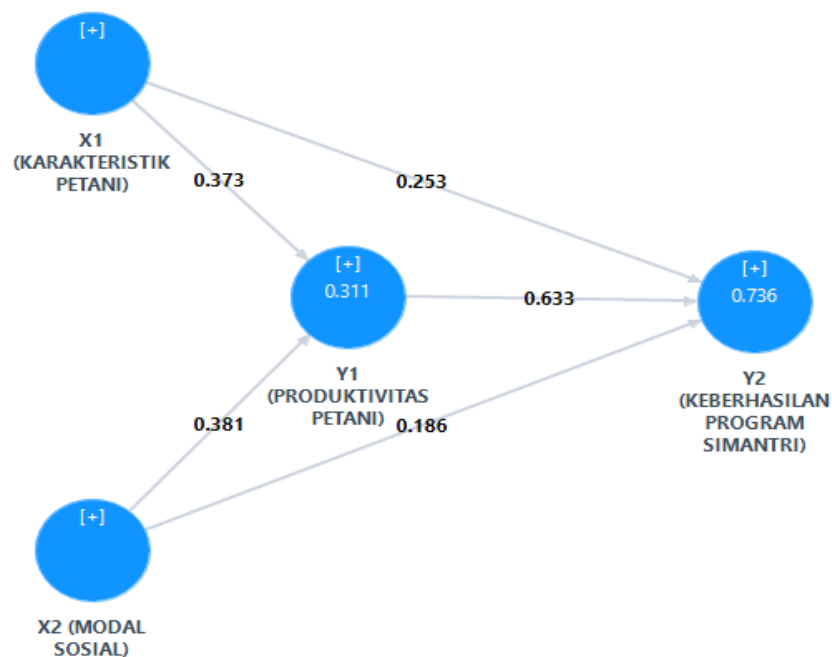 [+]
X1
(KARAKTERISTIK
PETANI)
0.373
0.253
[+]
0.311
Y1
(PRODUKTIVITAS
PETANI)
0.633
[+]
0.736
Y2
(KEBERHASILAN
PROGRAM
SIMANTRI)
0.381
0.186
[+]
X2 (MODAL
SOSIAL)